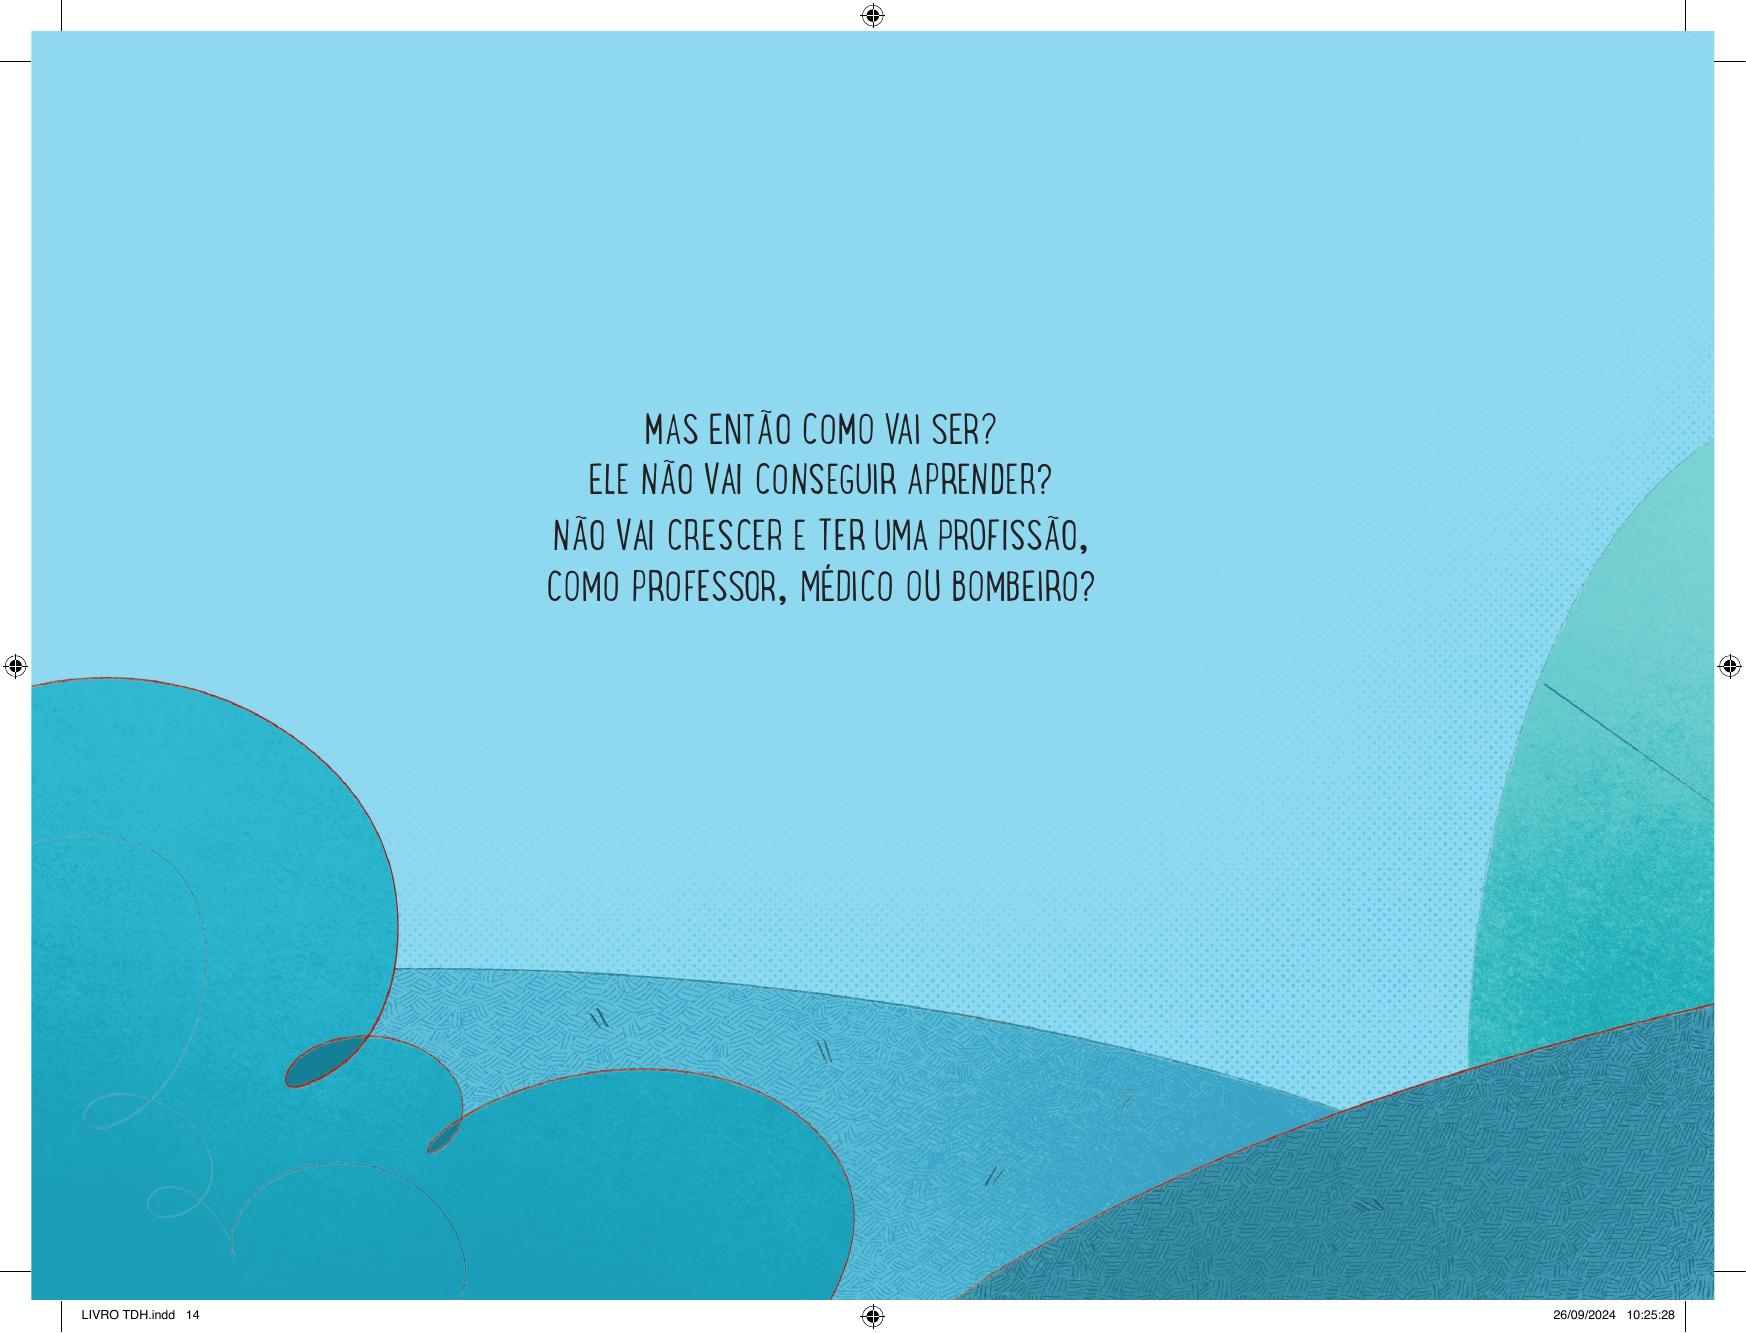 MAS ENTÃO COMO VAI SER?
ELE NÃO VAI CONSEGUIR APRENDER?
NÃO VAI CRESCER E TER UMA PROFISSÃO,
COMO PROFESSOR, MÉDICO OU BOMBEIRO?
LIVRO TDH.indd 14
26/09/2024 10:25:28